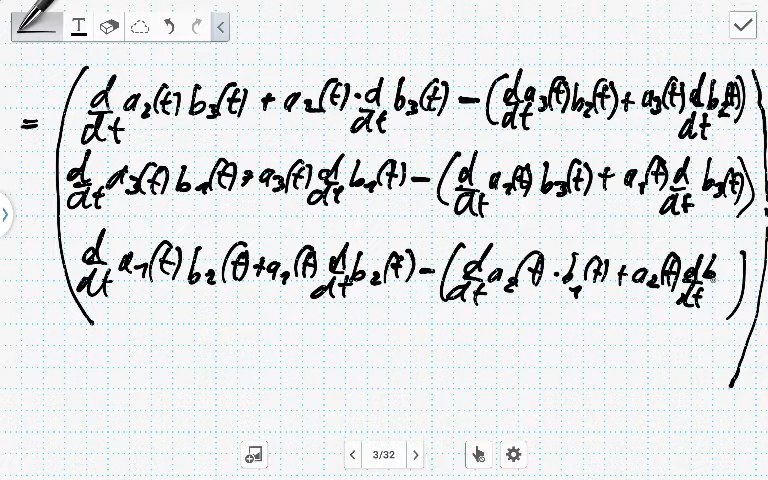 T
= ( d/dt a₂(t) b₃(t) + a₂(t) · d/dt b₃(t) − ( d/dt a₃(t) b₂(t) + a₃(t) d/dt b₂(t) )
d/dt a₃(t) b₁(t) + a₃(t) d/dt b₁(t) − ( d/dt a₁(t) b₃(t) + a₁(t) d/dt b₃(t) )
d/dt a₁(t) b₂(t) + a₁(t) d/dt b₂(t) − ( d/dt a₂(t) · b₁(t) + a₂(t) d/dt b ) )
3/32